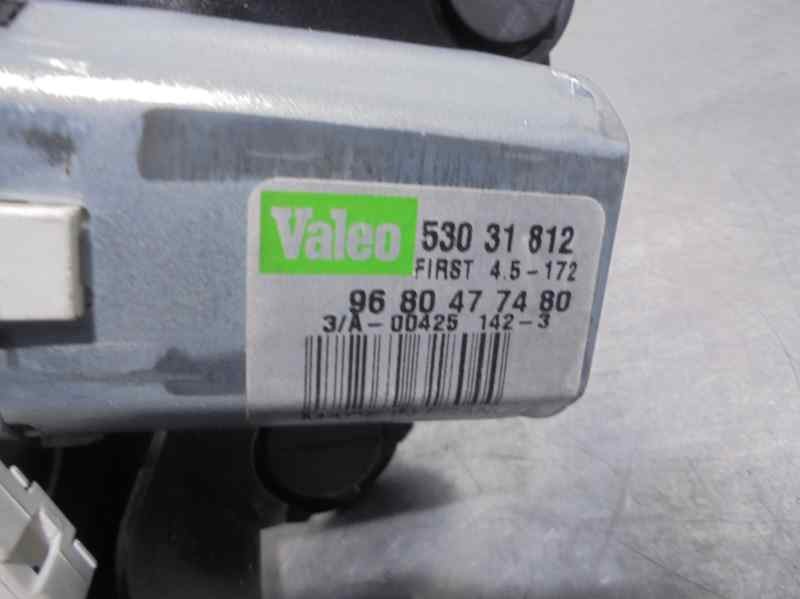 Valeo 530 31 812
FIRST 4.5-172
96 80 47 74 80
3/A-00425 142-3